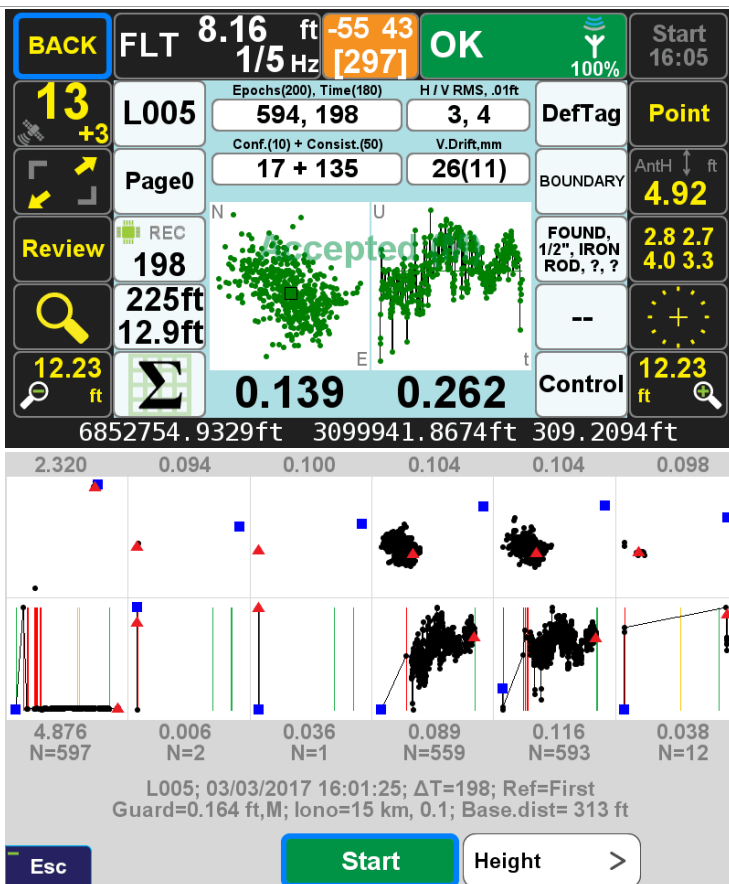 BACK
FLT 8.16 ft
1/5 Hz
-55 43
[297]
OK
100%
Start
16:05
13
+3
L005
Epochs(200), Time(180)
594, 198
H / V RMS, .01ft
3, 4
DefTag
Point
Page0
Conf.(10) + Consist.(50)
17 + 135
V.Drift,mm
26(11)
BOUNDARY
AntH ft
4.92
Review
REC
198
N
U
Accepted
E
t
FOUND,
1/2", IRON
ROD, ?, ?
2.8 2.7
4.0 3.3
225ft
12.9ft
--
12.23
ft
Σ
0.139 0.262
Control
12.23
ft
6852754.9329ft 3099941.8674ft 309.2094ft
2.320 0.094 0.100 0.104 0.104 0.098
4.876 0.006 0.036 0.089 0.116 0.038
N=597 N=2 N=1 N=559 N=593 N=12
L005; 03/03/2017 16:01:25; ΔT=198; Ref=First
Guard=0.164 ft,M; Iono=15 km, 0.1; Base.dist= 313 ft
Esc
Start
Height >